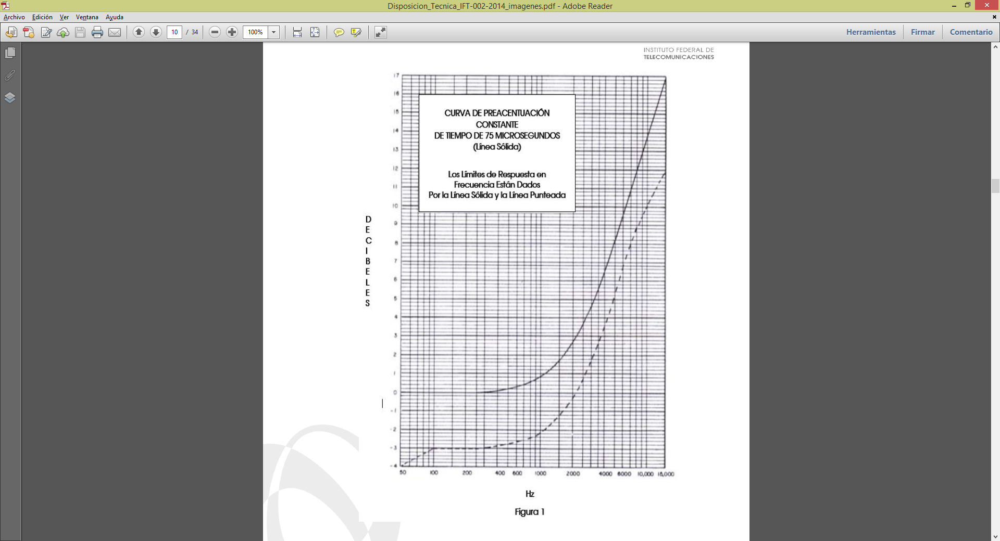 Disposicion_Tecnica_IFT-002-2014_imagenes.pdf - Adobe Reader
Archivo Edición Ver Ventana Ayuda
10 / 34 100% Herramientas Firmar Comentario
INSTITUTO FEDERAL DE
TELECOMUNICACIONES
CURVA DE PREACENTUACIÓN
CONSTANTE
DE TIEMPO DE 75 MICROSEGUNDOS
(Línea Sólida)
Los Límites de Respuesta en
Frecuencia Están Dados
Por la Línea Sólida y la Línea Punteada
DECIBELES
17
16
15
14
13
12
11
10
9
8
7
6
5
4
3
2
1
0
-1
-2
-3
-4
50 100 200 400 600 1000 2000 4000 6000 10,000 15,000
Hz
Figura 1